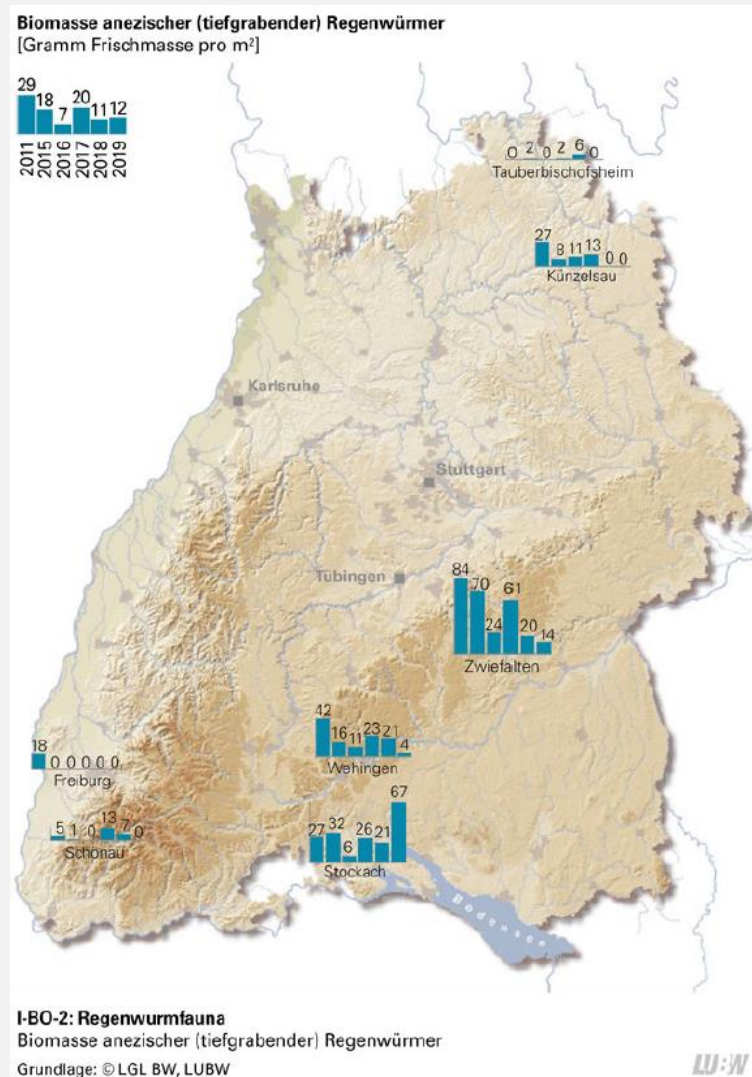 Biomasse anezischer (tiefgrabender) Regenwürmer
[Gramm Frischmasse pro m²]
29 18 7 20 11 12
2011 2015 2016 2017 2018 2019
0 2 0 2 6 0
Tauberbischofsheim
27 8 11 13 0 0
Künzelsau
Karlsruhe
Stuttgart
Tübingen
84 70 24 61 20 14
Zwiefalten
42 16 11 23 21 4
Wehingen
18 0 0 0 0 0
Freiburg
5 1 0 13 7 0
Schönau
27 32 6 26 21 67
Stockach
Bodensee
I-BO-2: Regenwurmfauna
Biomasse anezischer (tiefgrabender) Regenwürmer
Grundlage: © LGL BW, LUBW
LUBW